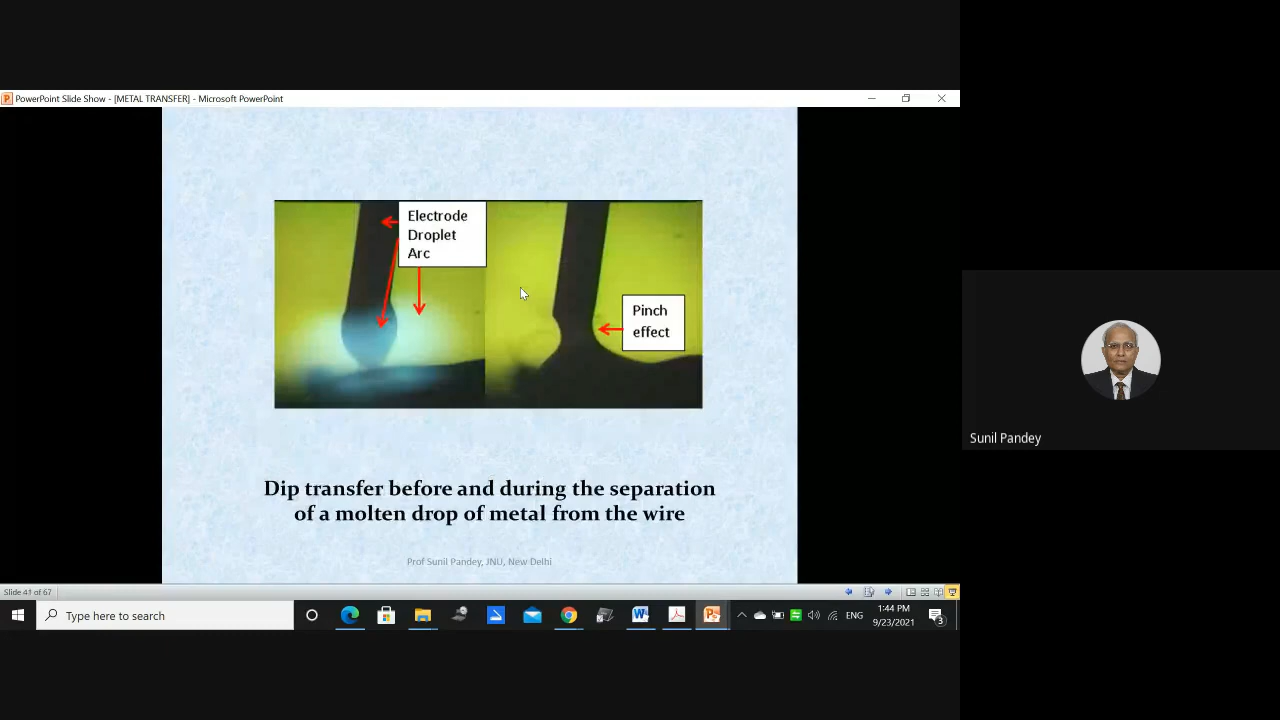 PowerPoint Slide Show - [METAL TRANSFER] - Microsoft PowerPoint
Electrode
Droplet
Arc
Pinch
effect
Dip transfer before and during the separation
of a molten drop of metal from the wire
Prof Sunil Pandey, JNU, New Delhi
Sunil Pandey
Slide 41 of 67
Type here to search
ENG
1:44 PM
9/23/2021
3